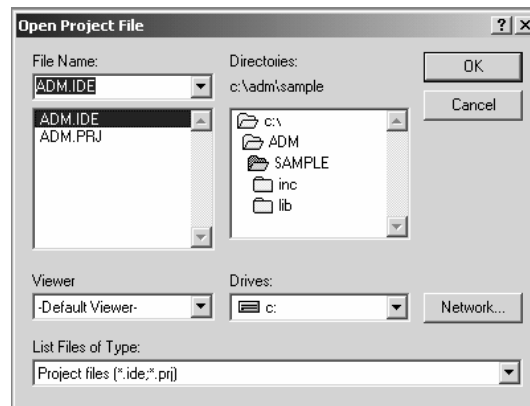 Open Project File
File Name:
ADM.IDE
ADM.IDE
ADM.PRJ
Directoiies:
c:\adm\sample
c:\
ADM
SAMPLE
inc
lib
OK
Cancel
Viewer
-Default Viewer-
Drives:
c:
Network...
List Files of Type:
Project files (*.ide;*.prj)